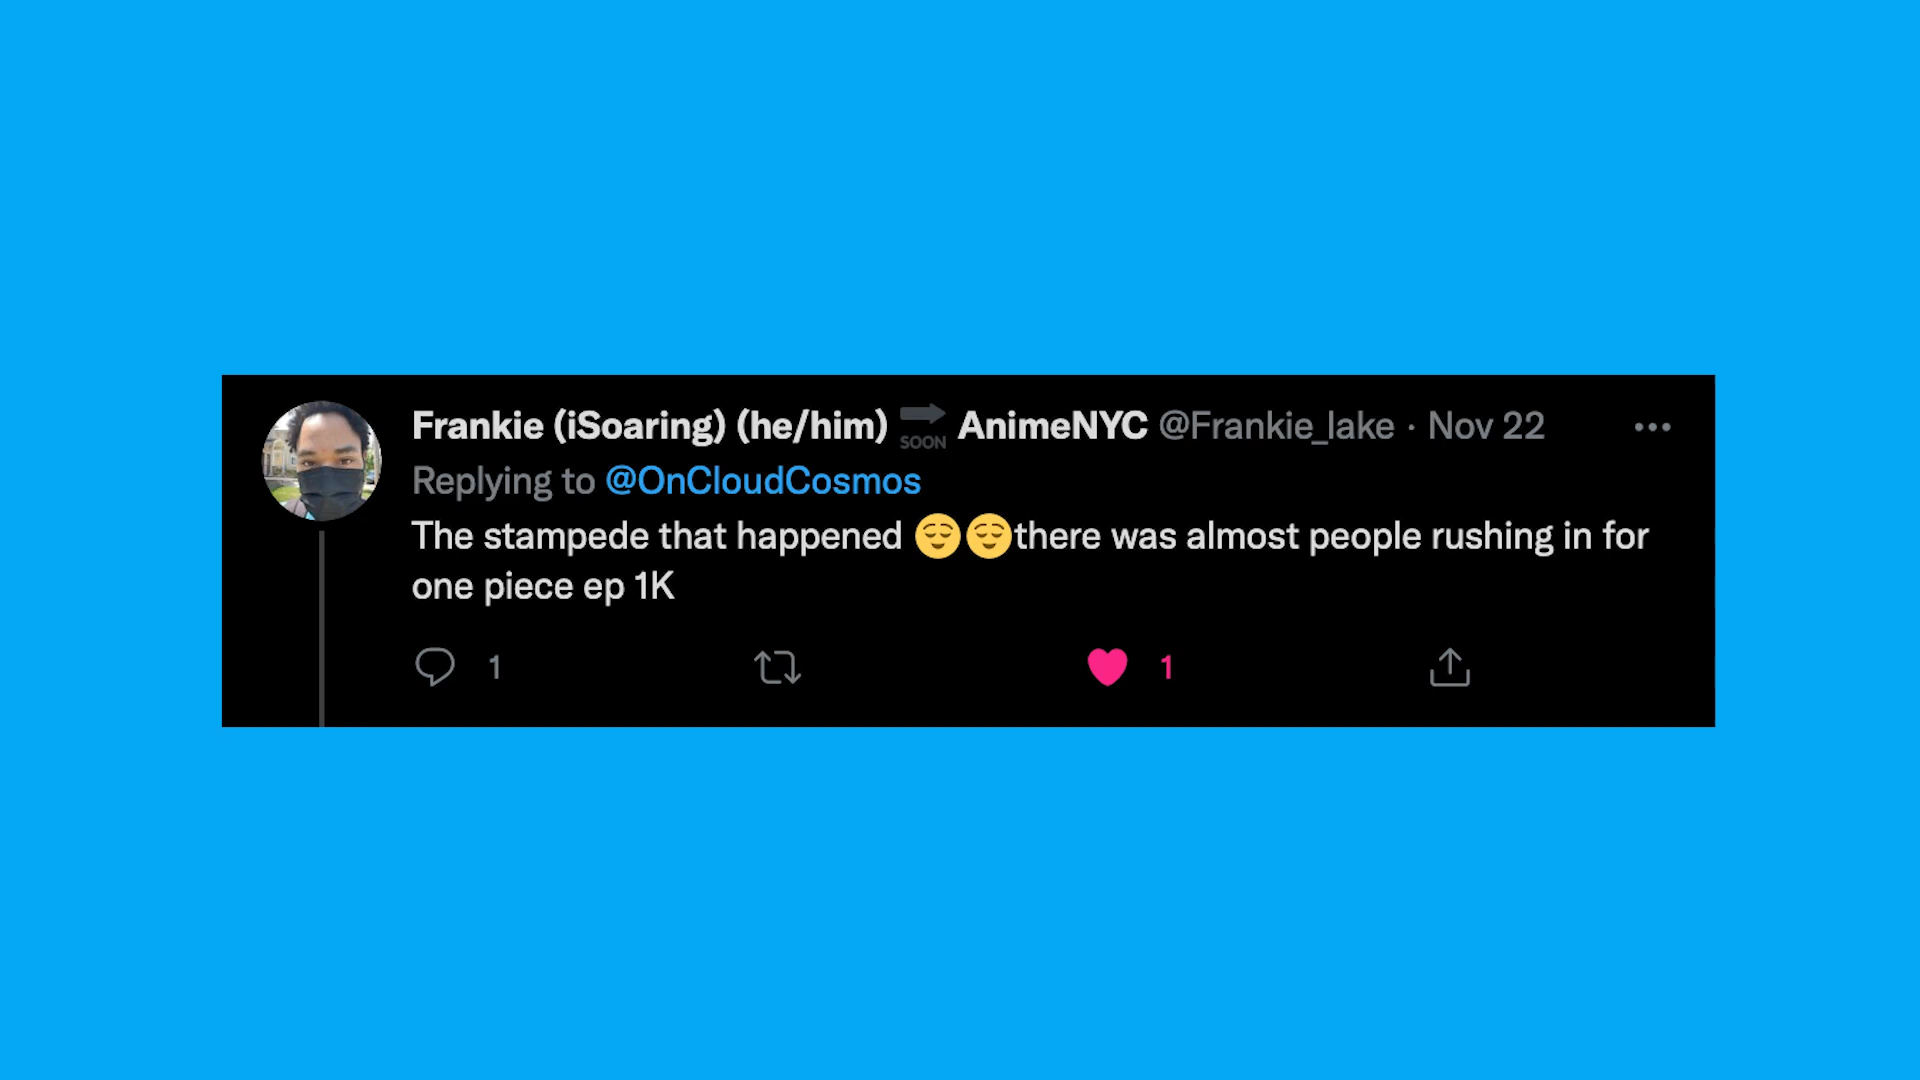 Frankie (iSoaring) (he/him) 🔜 AnimeNYC @Frankie_lake · Nov 22
Replying to @OnCloudCosmos
The stampede that happened 😌😌there was almost people rushing in for
one piece ep 1K
1 1